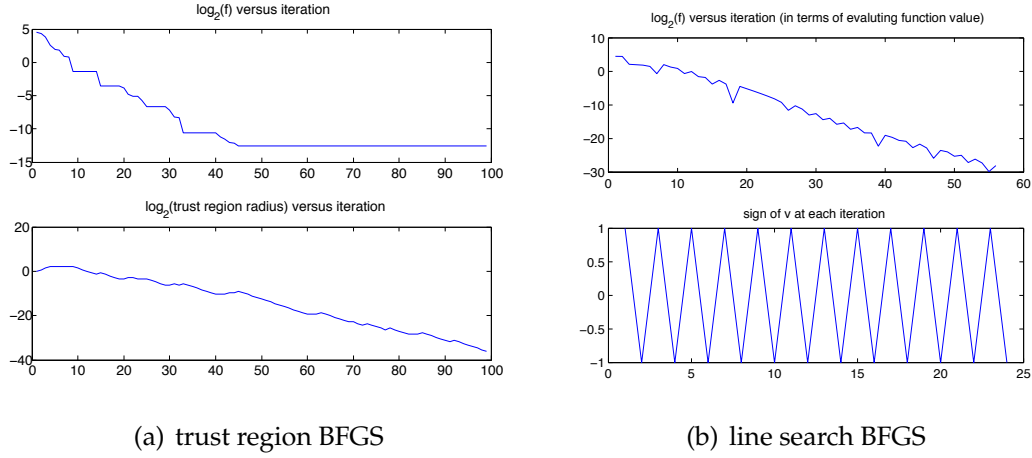 log2(f) versus iteration
5
0
−5
−10
−15
0 10 20 30 40 50 60 70 80 90 100
log2(trust region radius) versus iteration
20
0
−20
−40
0 10 20 30 40 50 60 70 80 90 100
(a) trust region BFGS
log2(f) versus iteration (in terms of evaluting function value)
10
0
−10
−20
−30
0 10 20 30 40 50 60
sign of v at each iteration
1
0.5
0
−0.5
−1
0 5 10 15 20 25
(b) line search BFGS